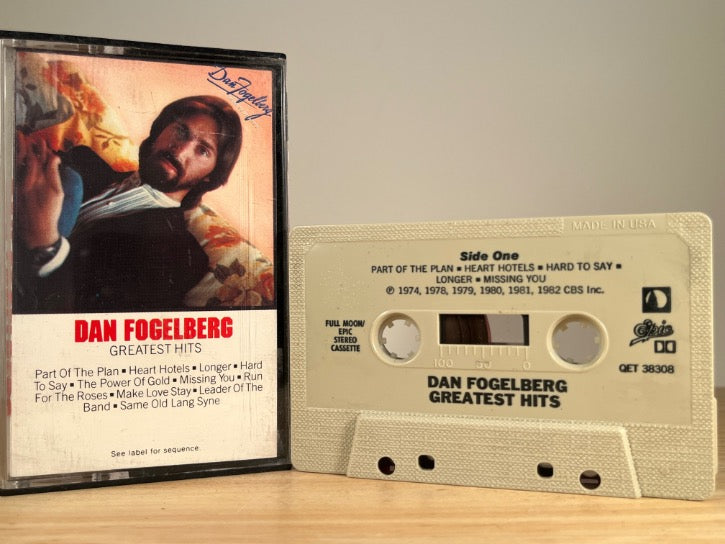 Dan Fogelberg
DAN FOGELBERG
GREATEST HITS
Part Of The Plan ▪ Heart Hotels ▪ Longer ▪ Hard
To Say ▪ The Power Of Gold ▪ Missing You ▪ Run
For The Roses ▪ Make Love Stay ▪ Leader Of The
Band ▪ Same Old Lang Syne
See label for sequence.
MADE IN USA
Side One
PART OF THE PLAN ▪ HEART HOTELS ▪ HARD TO SAY ▪
LONGER ▪ MISSING YOU
℗ 1974, 1978, 1979, 1980, 1981, 1982 CBS Inc.
FULL MOON/
EPIC
STEREO
CASSETTE
100 50 0
Epic
QET 38308
DAN FOGELBERG
GREATEST HITS